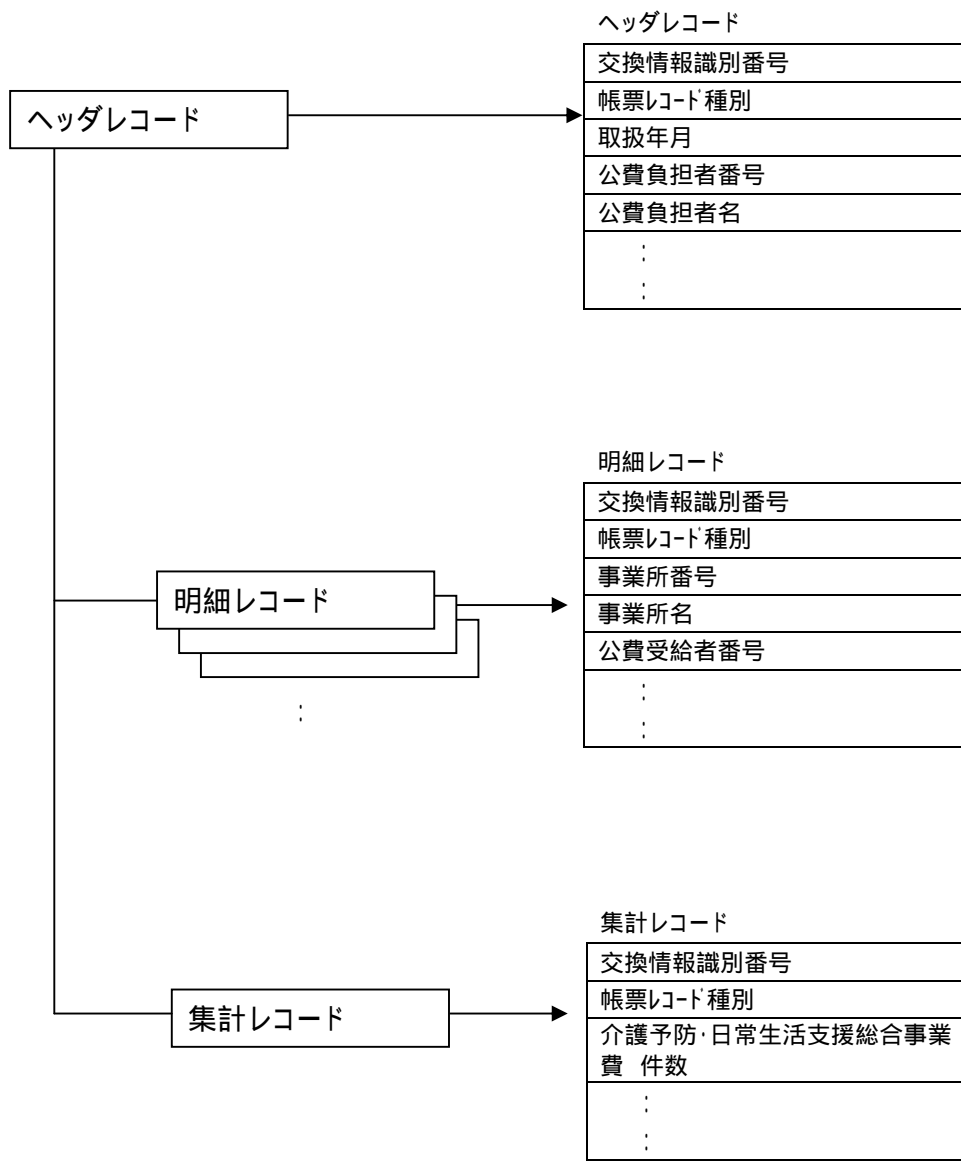 ヘッダレコード
交換情報識別番号
ヘッダレコード
帳票ﾚｺｰﾄﾞ種別
取扱年月
公費負担者番号
公費負担者名
:
:
明細レコード
交換情報識別番号
帳票ﾚｺｰﾄﾞ種別
明細レコード
事業所番号
事業所名
公費受給者番号
:
:
:
集計レコード
交換情報識別番号
帳票ﾚｺｰﾄﾞ種別
集計レコード
介護予防・日常生活支援総合事業
費 件数
:
: